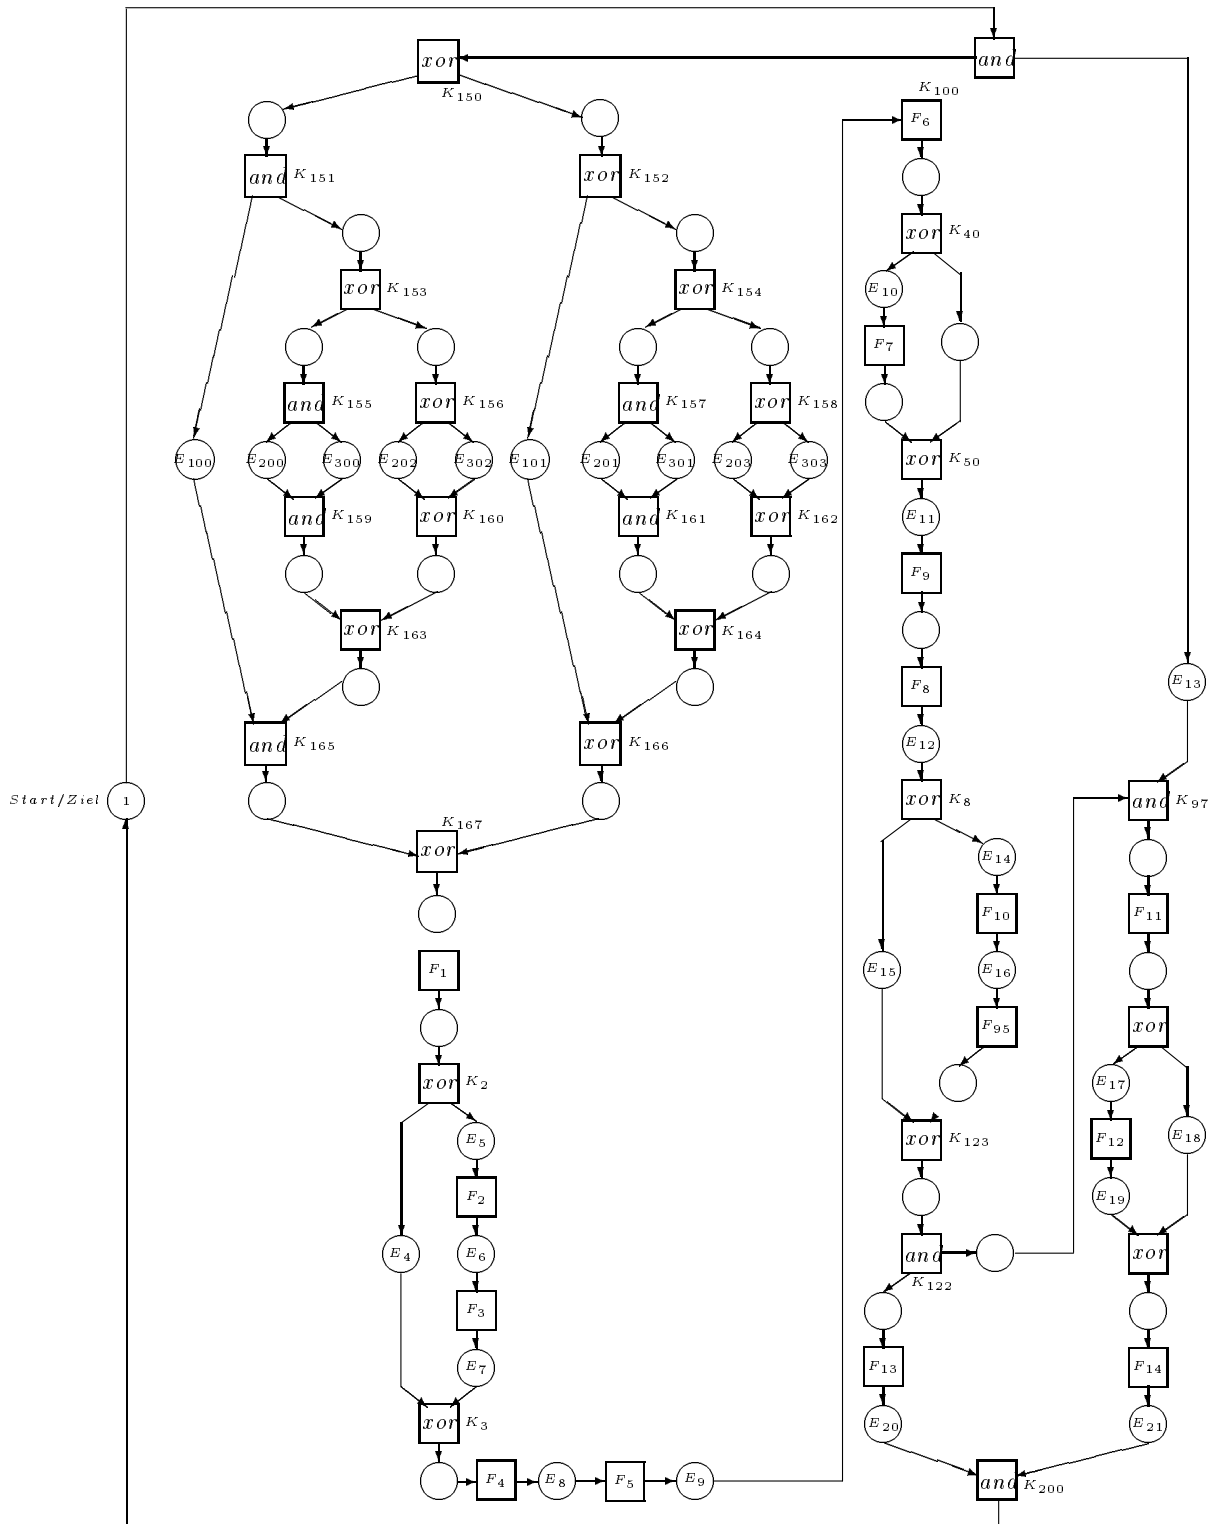 xor
and
K150
K100
F6
and K151
xor K152
xor K40
xor K153
xor K154
E10
F7
and K155
xor K156
and K157
xor K158
E100
E200
E300
E202
E302
E101
E201
E301
E203
E303
xor K50
and K159
xor K160
and K161
xor K162
E11
F9
xor K163
xor K164
F8
E13
and K165
xor K166
E12
Start/Ziel 1
xor K8
and K97
K167
xor
E14
F10
F11
F1
E15
E16
F95
xor
xor K2
E17
E5
xor K123
F12
E18
F2
E19
E4
E6
and
K122
xor
F3
E7
F13
F14
xor K3
E20
E21
F4
E8
F5
E9
and K200